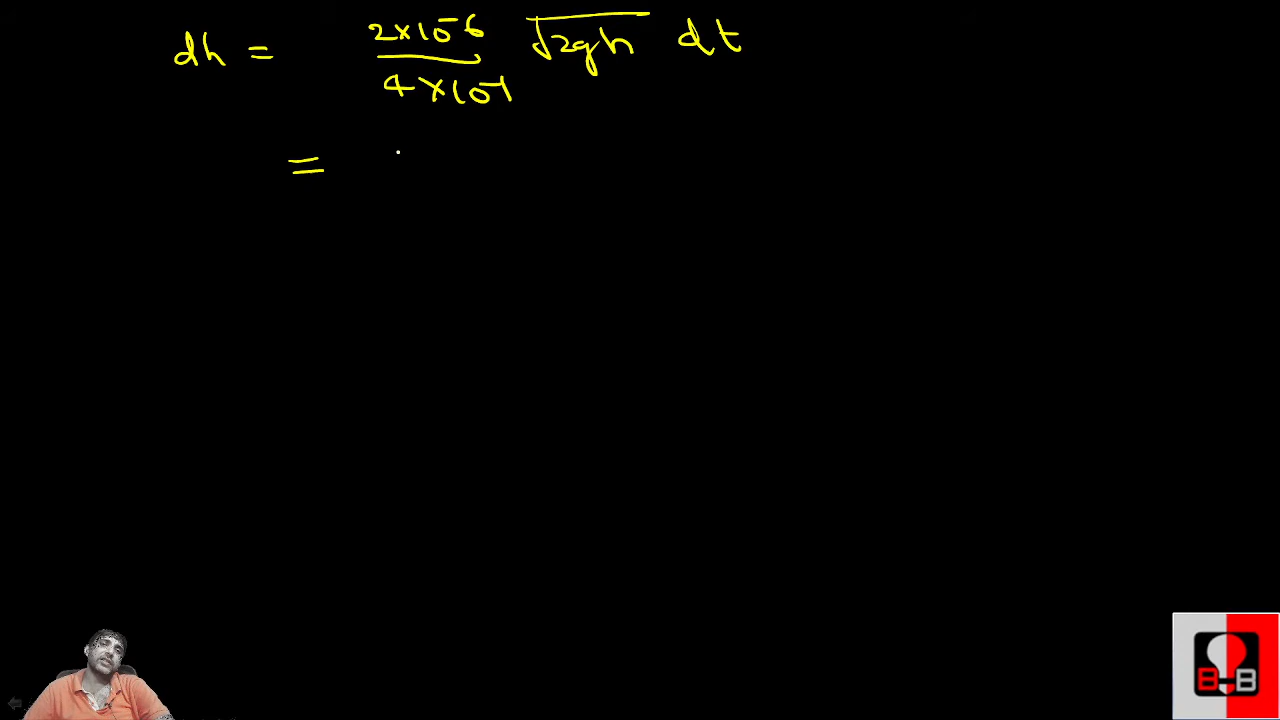 dh = 2×10^-6 / 4×10^-1 √2gh dt
=
B-B